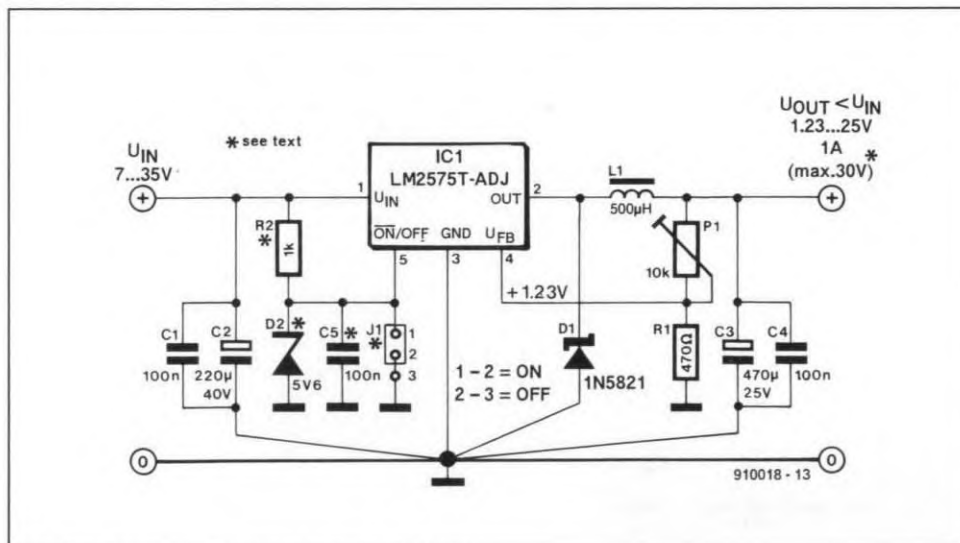 * see text
U_IN
7...35V
+
IC1
LM2575T-ADJ
1
U_IN
OUT
2
ON/OFF
GND
U_FB
5
3
4
L1
500µH
U_OUT < U_IN
1.23...25V
1A
(max.30V) *
+
R2
*
1k
P1
10k
+1.23V
C1
100n
C2
220µ
40V
D2
*
5V6
C5
*
100n
J1
*
1
2
3
1 - 2 = ON
2 - 3 = OFF
D1
1N5821
R1
470Ω
C3
470µ
25V
C4
100n
0
0
910018 - 13